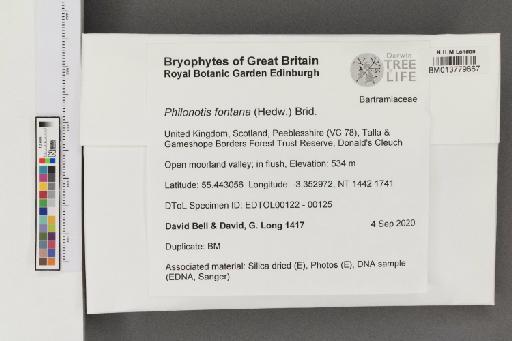 Bryophytes of Great Britain
Royal Botanic Garden Edinburgh
Darwin
TREE
LIFE
N H M London
BM013779657
Bartramiaceae
Philonotis fontana (Hedw.) Brid.
United Kingdom, Scotland, Peeblesshire (VC 78), Talla &
Gameshope Borders Forest Trust Reserve, Donald's Cleuch
Open moorland valley; in flush, Elevation: 534 m
Latitude: 55.443056 Longitude: -3.352972, NT 1442 1741
DToL Specimen ID: EDTOL00122 - 00125
David Bell & David, G. Long 1417
4 Sep 2020
Duplicate: BM
Associated material: Silica dried (E), Photos (E), DNA sample
(EDNA, Sanger)